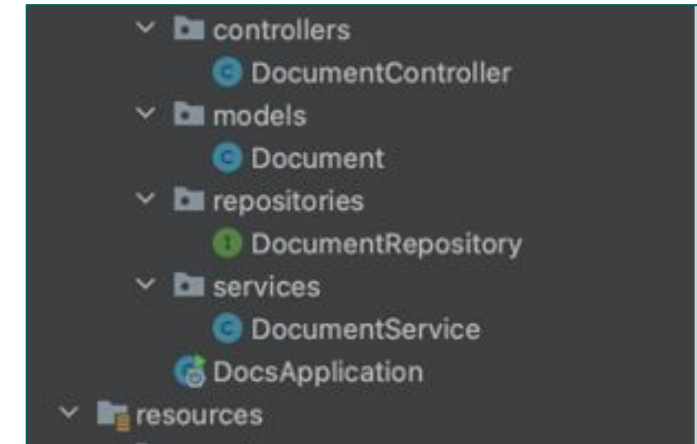 controllers
C DocumentController
models
C Document
repositories
I DocumentRepository
services
C DocumentService
DocsApplication
resources